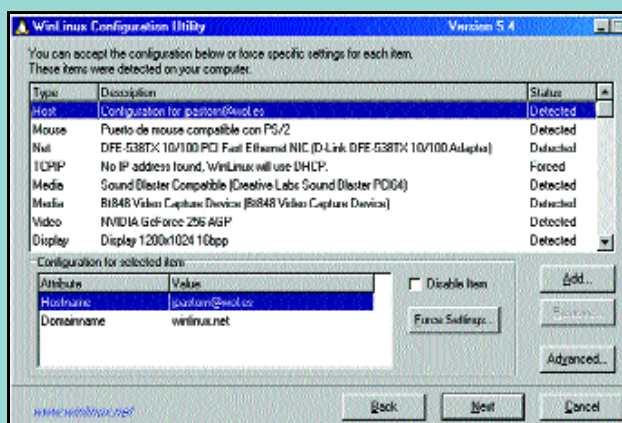 WinLinux Configuration Utility Version 5.4
You can accept the configuration below or force specific settings for each item.
These items were detected on your computer.
Type Description Status
Host Configuration for jpastorn@wol.es Detected
Mouse Puerto de mouse compatible con PS/2 Detected
Net DFE-538TX 10/100 PCI Fast Ethernet NIC (D-Link DFE-538TX 10/100 Adapter) Detected
TCPIP No IP address found, WinLinux will use DHCP. Forced
Media Sound Blaster Compatible (Creative Labs Sound Blaster PCI64) Detected
Media Bt848 Video Capture Device (Bt848 Video Capture Device) Detected
Video NVIDIA GeForce 256 AGP Detected
Display Display 1200x1024 16bpp Detected
Configuration for selected item
Attribute Value
Hostname jpastorn@wol.es
Domainname winlinux.net
Disable Item
Force Settings...
Add...
Remove
Advanced...
www.winlinux.net
Back Next Cancel